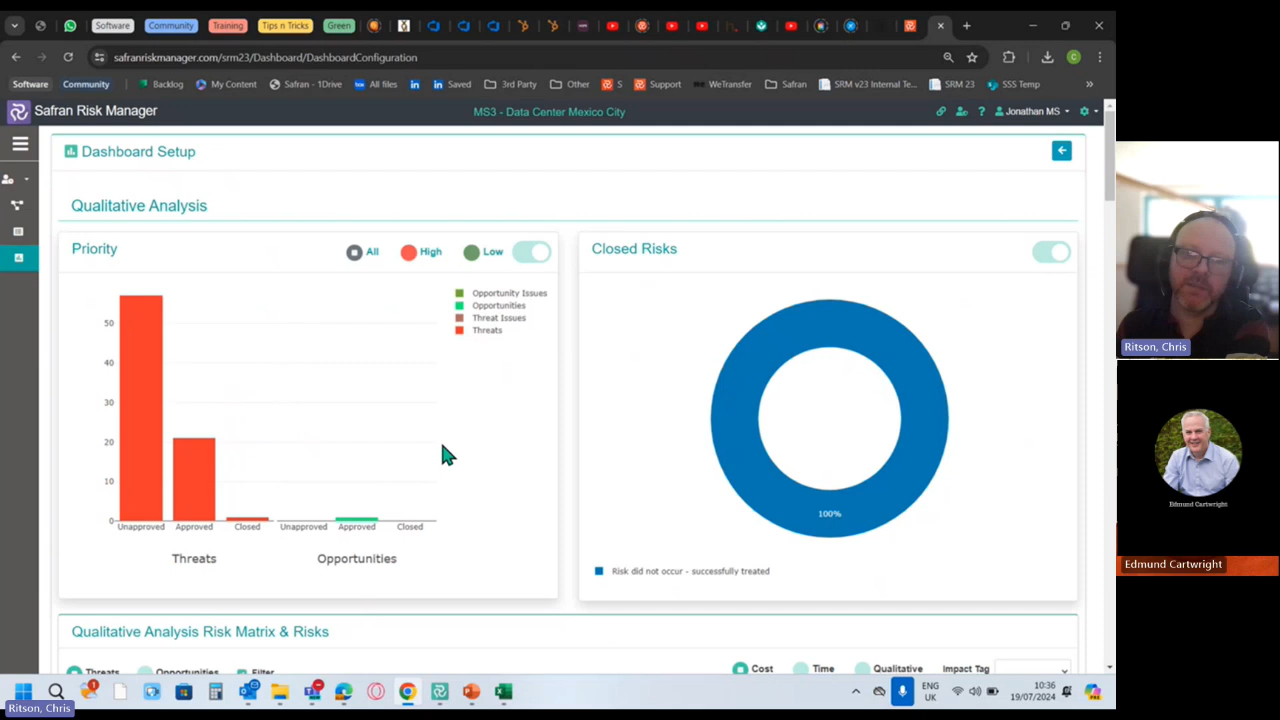 Software
Community
Training
Tips n Tricks
Green
safranriskmanager.com/srm23/Dashboard/DashboardConfiguration
Software
Community
Backlog
My Content
Safran - 1Drive
All files
in
in Saved
3rd Party
Other
S
Support
WeTransfer
Safran
SRM v23 Internal Te...
SRM 23
SSS Temp
Safran Risk Manager
MS3 - Data Center Mexico City
Jonathan MS
Dashboard Setup
Qualitative Analysis
Priority
All
High
Low
Closed Risks
Opportunity Issues
Opportunities
Threat Issues
Threats
50
40
30
20
10
0
Unapproved
Approved
Closed
Unapproved
Approved
Closed
Threats
Opportunities
100%
Risk did not occur - successfully treated
Qualitative Analysis Risk Matrix & Risks
Threats
Opportunities
Filter
Cost
Time
Qualitative
Impact Tag
ENG
UK
10:36
19/07/2024
Ritson, Chris
Ritson, Chris
Edmund Cartwright
Edmund Cartwright